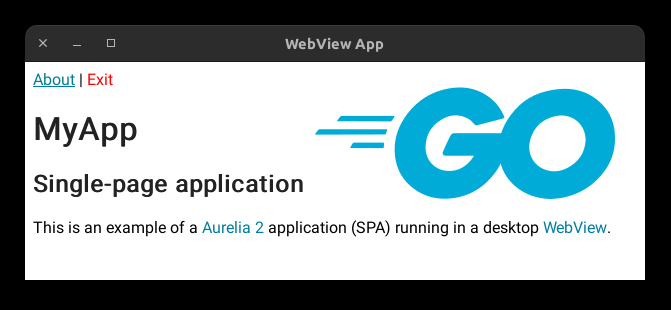 WebView App
About | Exit
GO
MyApp
Single-page application
This is an example of a Aurelia 2 application (SPA) running in a desktop WebView.